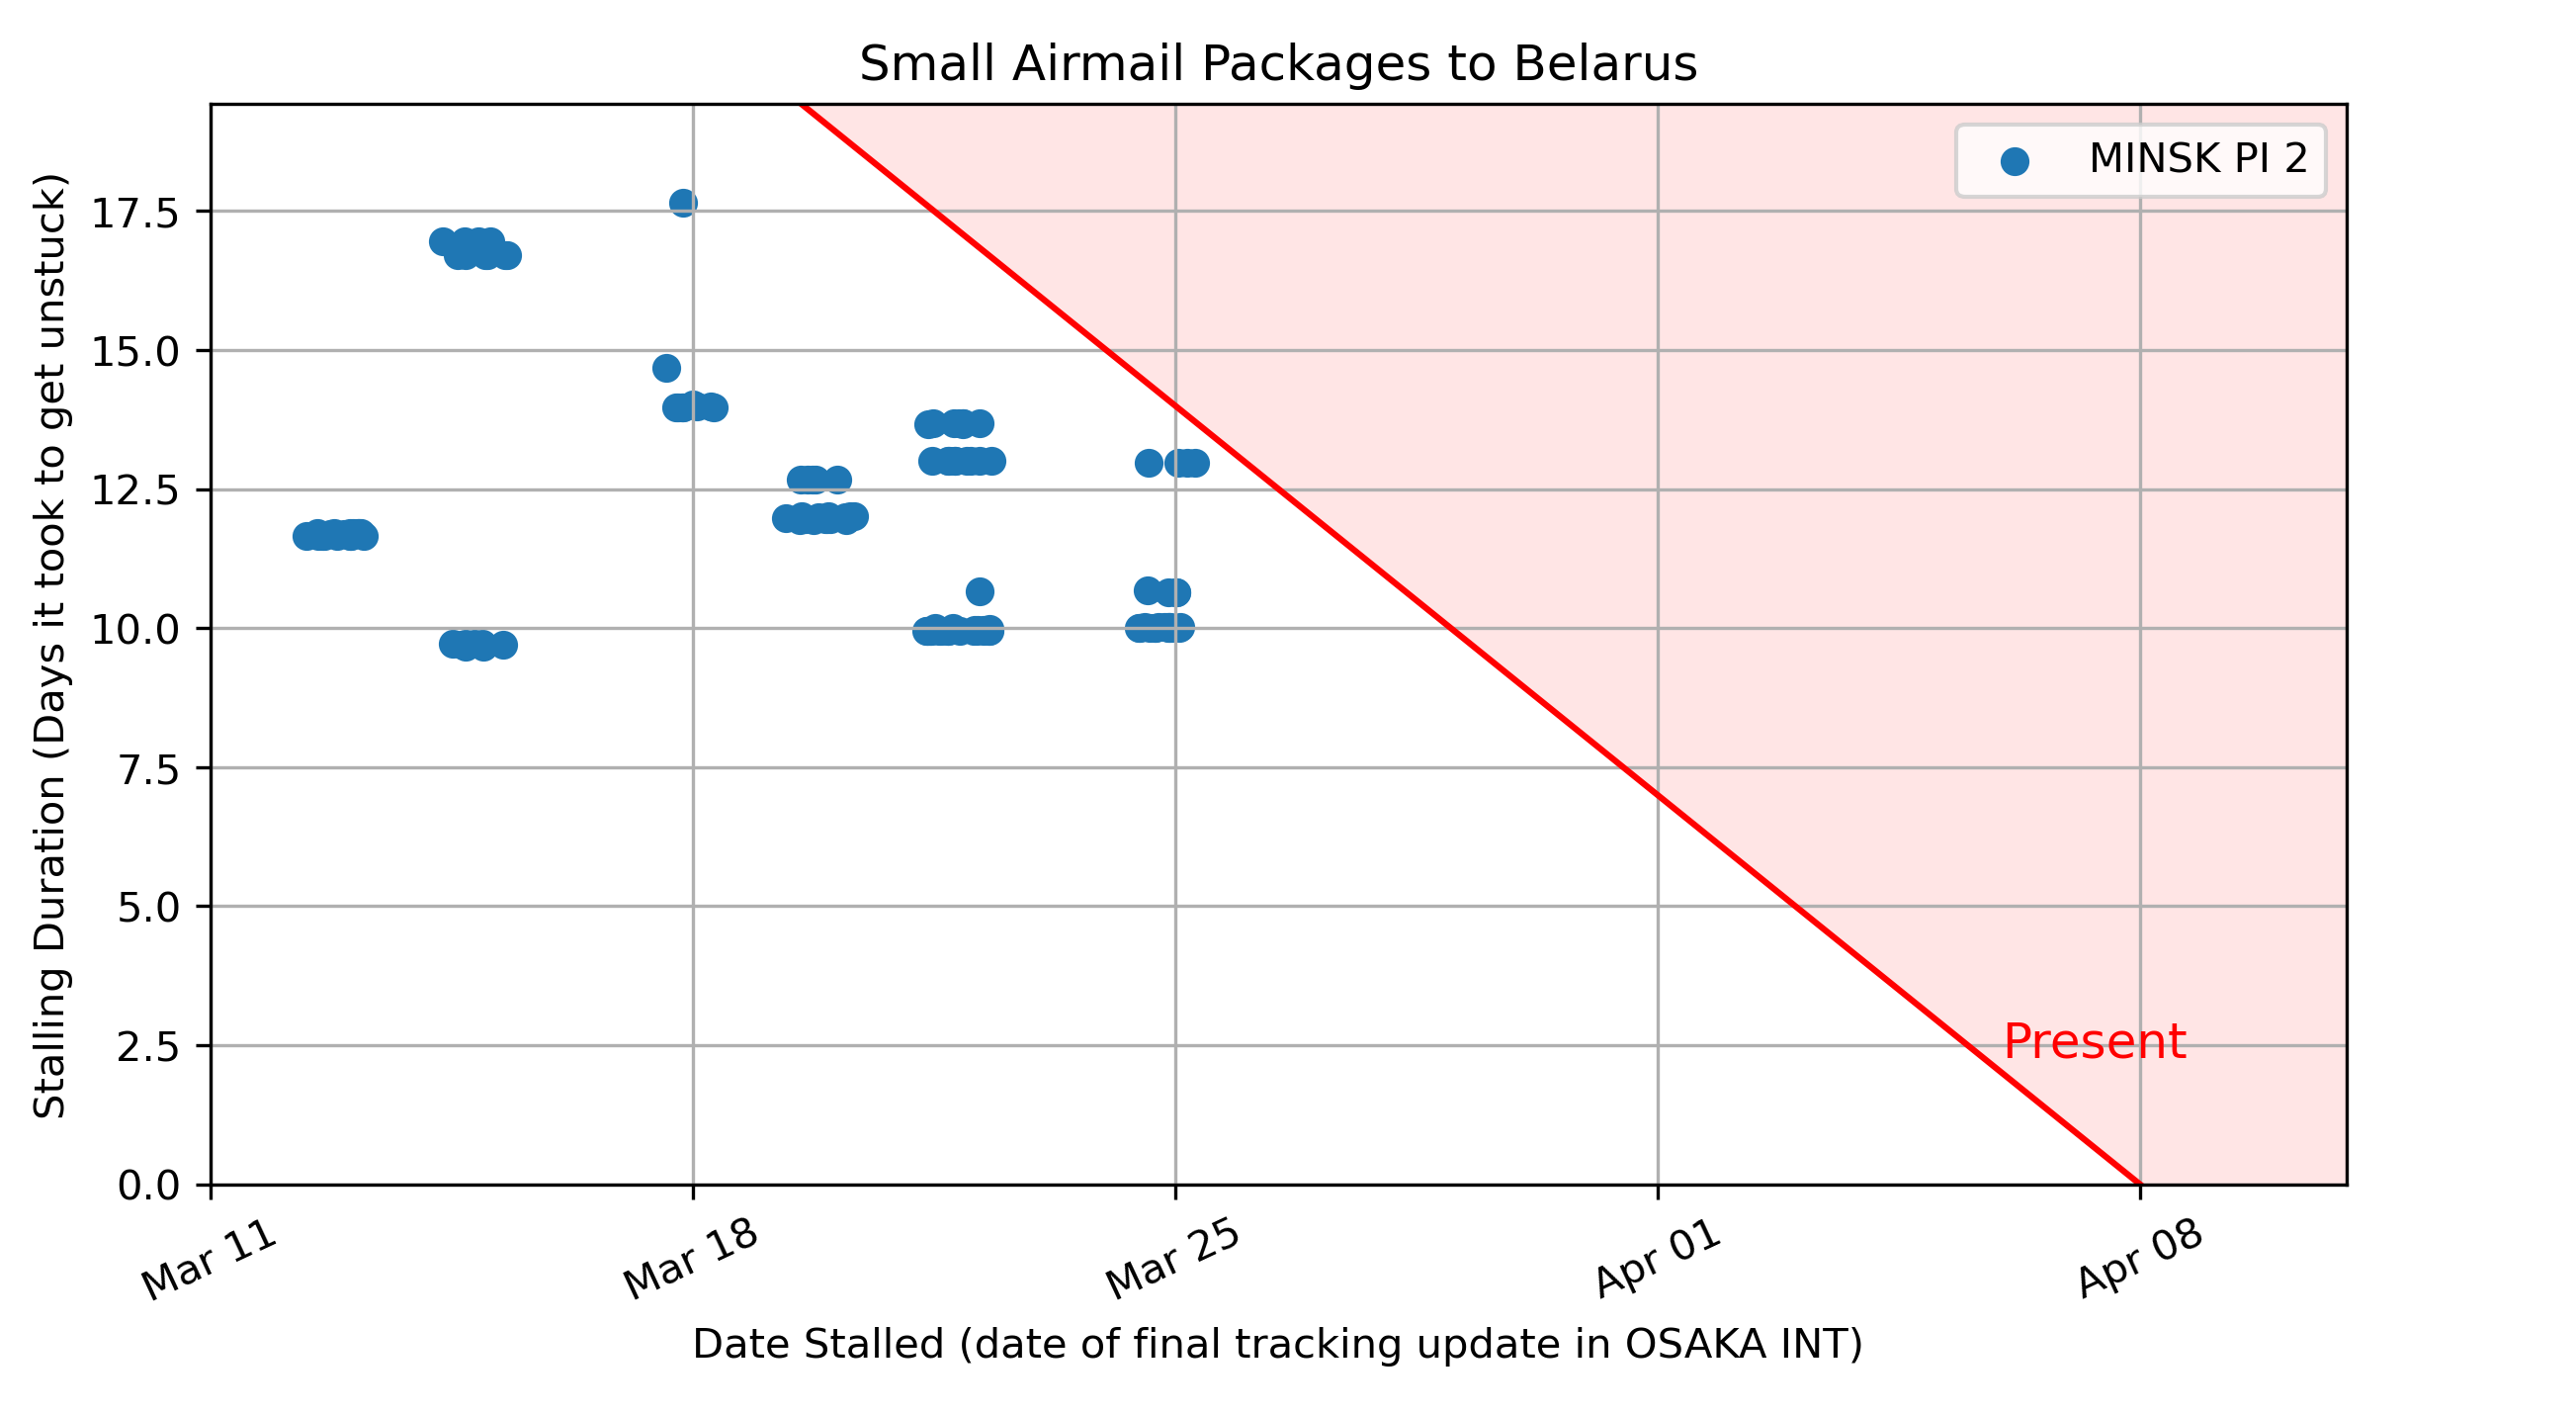 Small Airmail Packages to Belarus
MINSK PI 2
Stalling Duration (Days it took to get unstuck)
17.5
15.0
12.5
10.0
7.5
5.0
2.5
0.0
Present
Mar 11
Mar 18
Mar 25
Apr 01
Apr 08
Date Stalled (date of final tracking update in OSAKA INT)